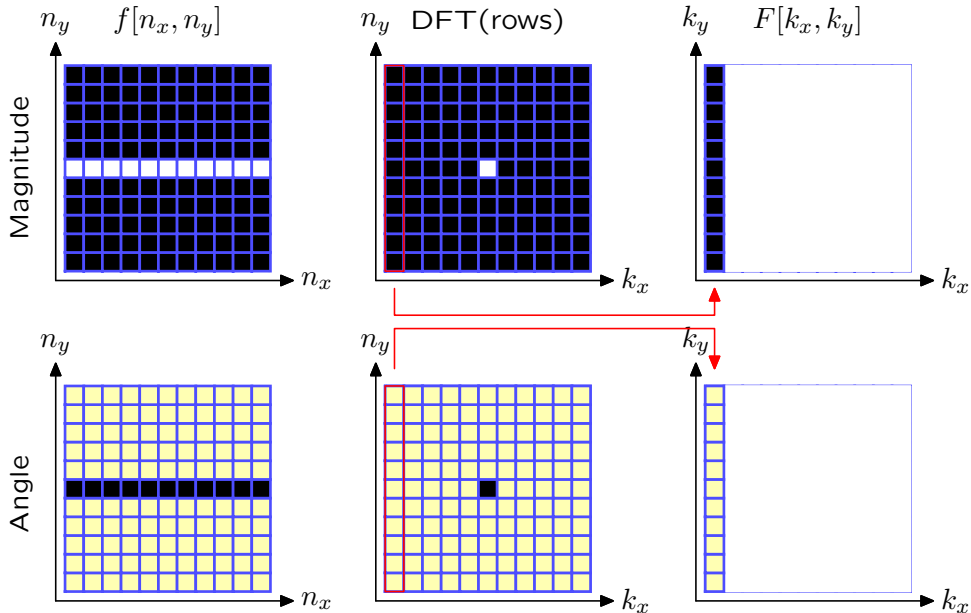 n_y f[n_x, n_y] n_y DFT(rows) k_y F[k_x, k_y]
Magnitude
n_x k_x k_x
n_y n_y k_y
Angle
n_x k_x k_x